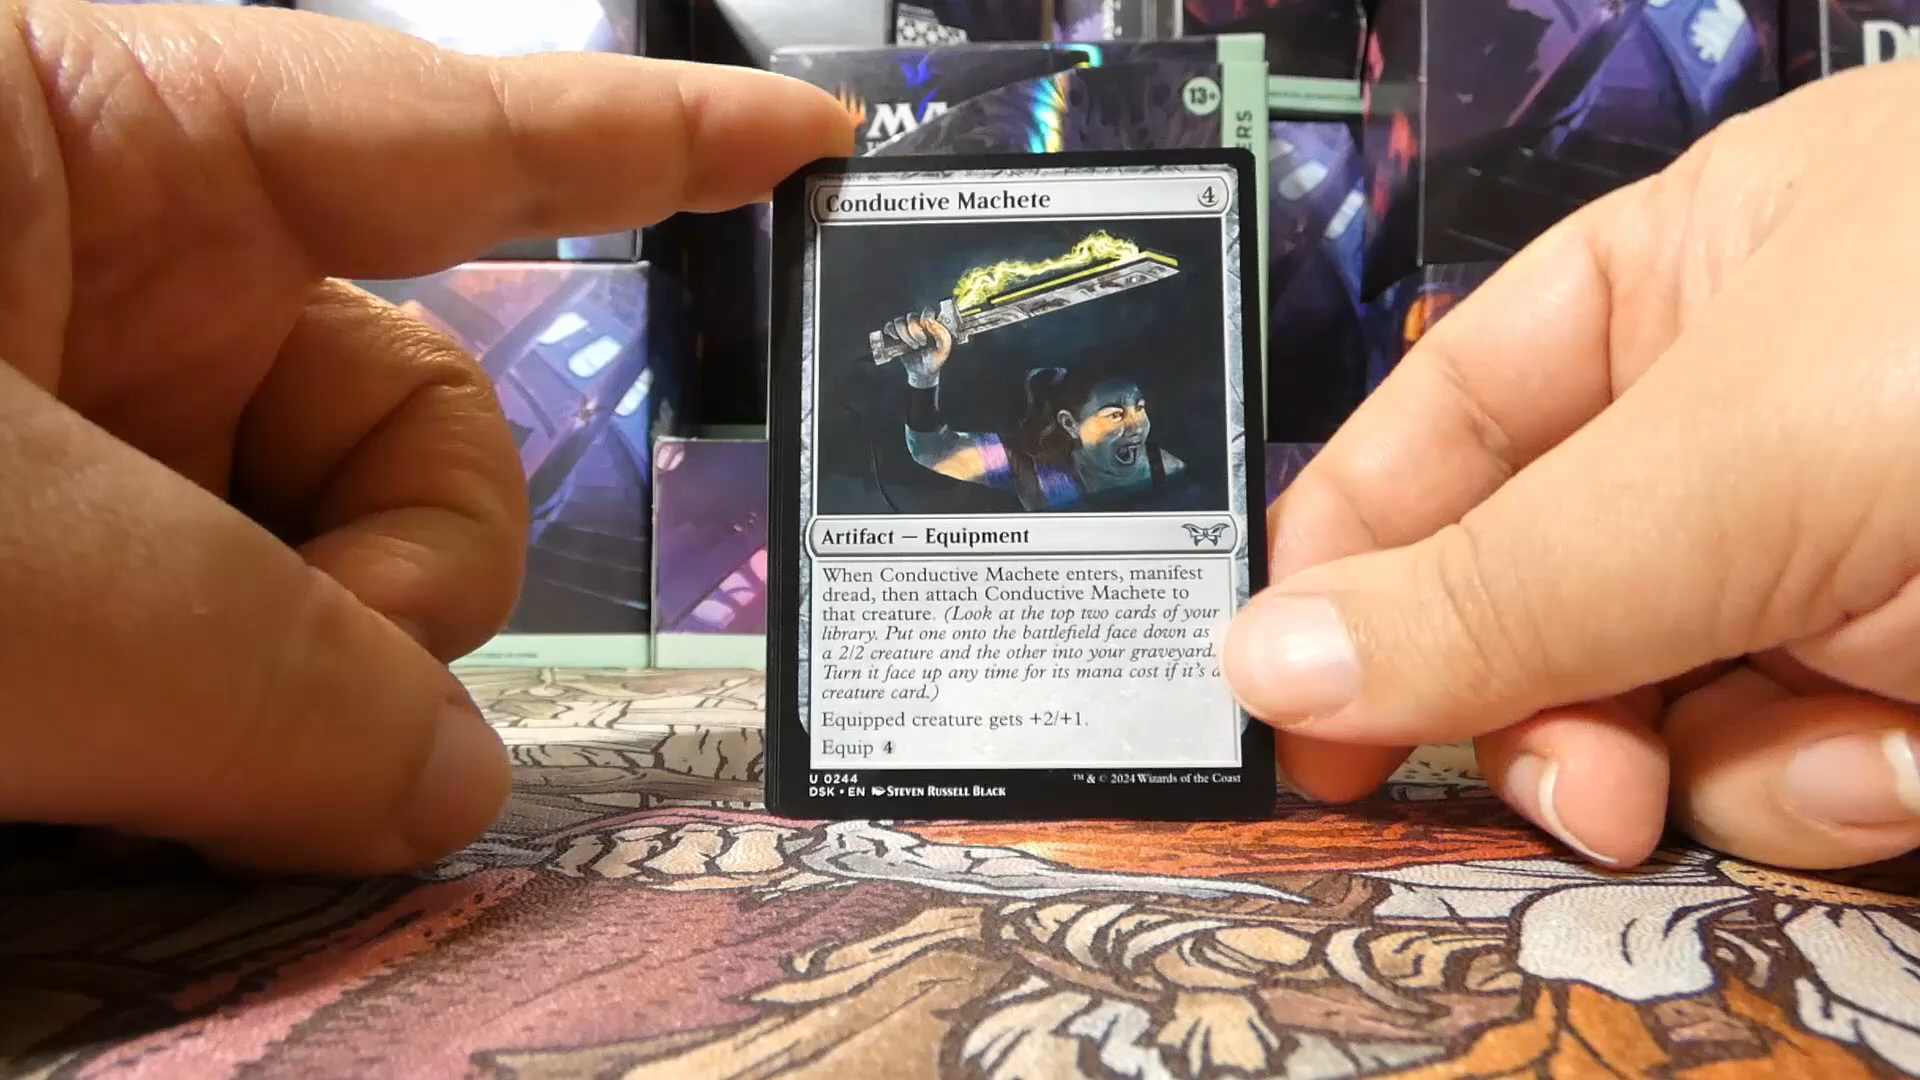 MA
13+
ERS
D
Conductive Machete 4
Artifact — Equipment
When Conductive Machete enters, manifest
dread, then attach Conductive Machete to
that creature. (Look at the top two cards of your
library. Put one onto the battlefield face down as
a 2/2 creature and the other into your graveyard.
Turn it face up any time for its mana cost if it's a
creature card.)
Equipped creature gets +2/+1.
Equip 4
U 0244
DSK • EN STEVEN RUSSELL BLACK
™ & © 2024 Wizards of the Coast